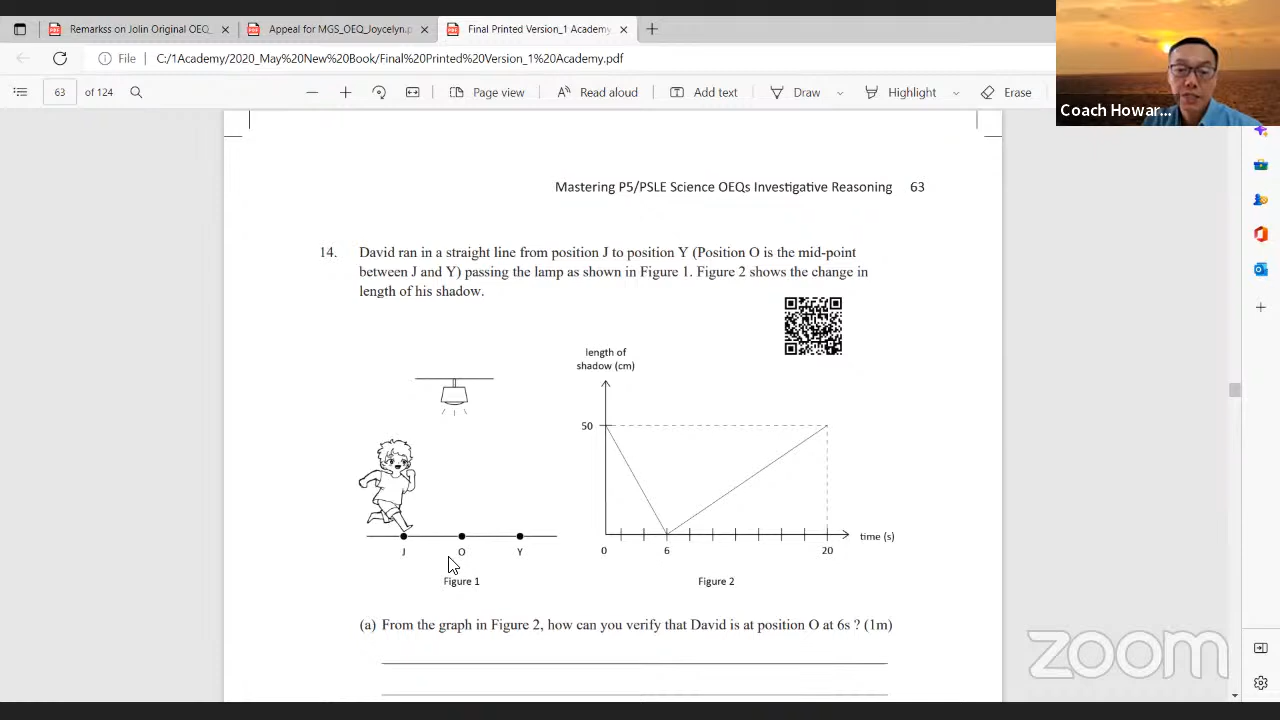 Remarkss on Jolin Original OEQ_
Appeal for MGS_OEQ_Joycelyn.p
Final Printed Version_1 Academy.
File
C:/1Academy/2020_May%20New%20Book/Final%20Printed%20Version_1%20Academy.pdf
63 of 124
Page view
Read aloud
Add text
Draw
Highlight
Erase
Coach Howar...
Mastering P5/PSLE Science OEQs Investigative Reasoning 63
14. David ran in a straight line from position J to position Y (Position O is the mid-point
between J and Y) passing the lamp as shown in Figure 1. Figure 2 shows the change in
length of his shadow.
length of
shadow (cm)
50
time (s)
0 6 20
J O Y
Figure 1
Figure 2
(a) From the graph in Figure 2, how can you verify that David is at position O at 6s ? (1m)
zoom